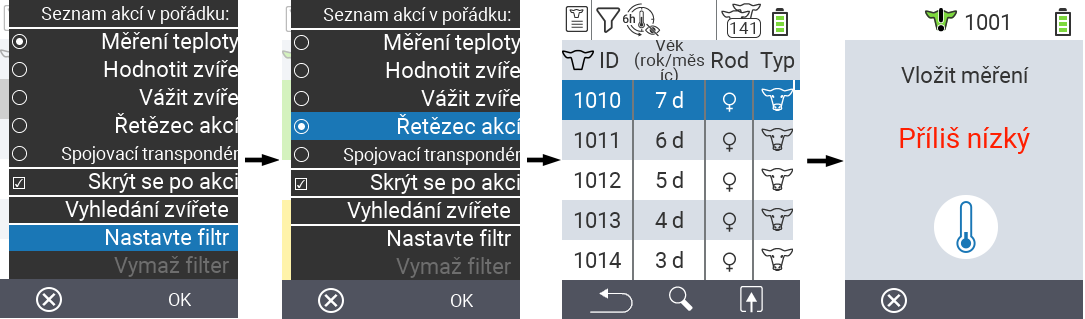 Seznam akcí v pořádku:
Měření teploty
Hodnotit zvíře
Vážit zvíře
Řetězec akcí
Spojovací transpondér
Skrýt se po akci
Vyhledání zvířete
Nastavte filtr
Vymaž filter
OK
Seznam akcí v pořádku:
Měření teploty
Hodnotit zvíře
Vážit zvíře
Řetězec akcí
Spojovací transpondér
Skrýt se po akci
Vyhledání zvířete
Nastavte filtr
Vymaž filter
OK
6h 141
ID Věk (rok/měs íc) Rod Typ
1010 7 d
1011 6 d
1012 5 d
1013 4 d
1014 3 d
1001
Vložit měření
Příliš nízký